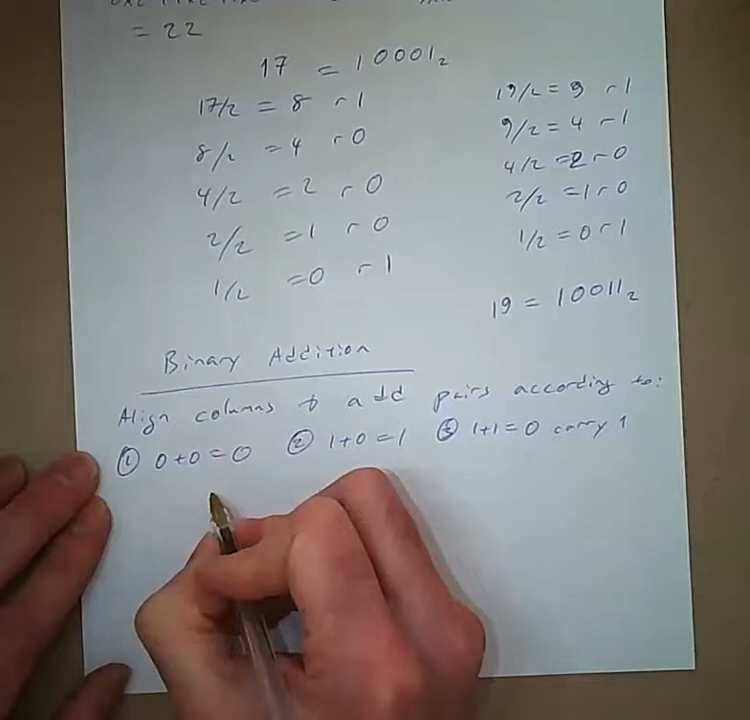 = 22
17 = 10001₂
17/2 = 8 r 1
8/2 = 4 r 0
4/2 = 2 r 0
2/2 = 1 r 0
1/2 = 0 r 1
19/2 = 9 r 1
9/2 = 4 r 1
4/2 = 2 r 0
2/2 = 1 r 0
1/2 = 0 r 1
19 = 10011₂
Binary Addition
Align columns & add pairs according to:
① 0+0=0 ② 1+0=1 ③ 1+1=0 carry 1